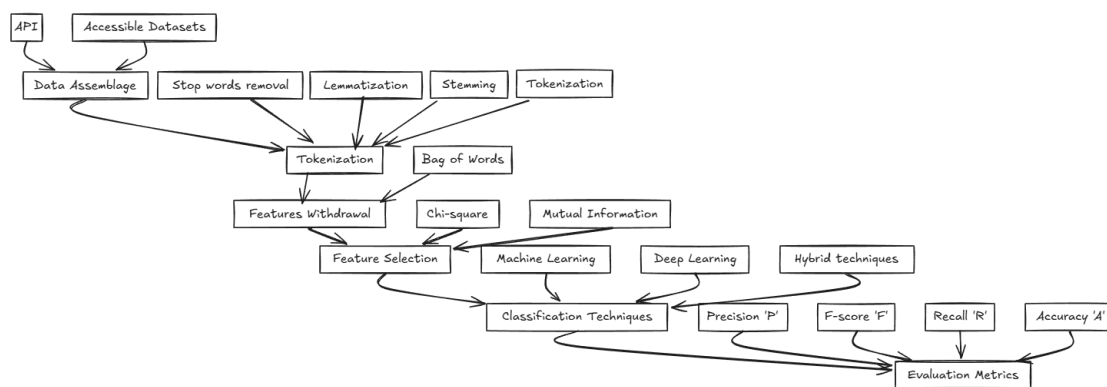 API
Accessible Datasets
Data Assemblage
Stop words removal
Lemmatization
Stemming
Tokenization
Tokenization
Bag of Words
Features Withdrawal
Chi-square
Mutual Information
Feature Selection
Machine Learning
Deep Learning
Hybrid techniques
Classification Techniques
Precision 'P'
F-score 'F'
Recall 'R'
Accuracy 'A'
Evaluation Metrics